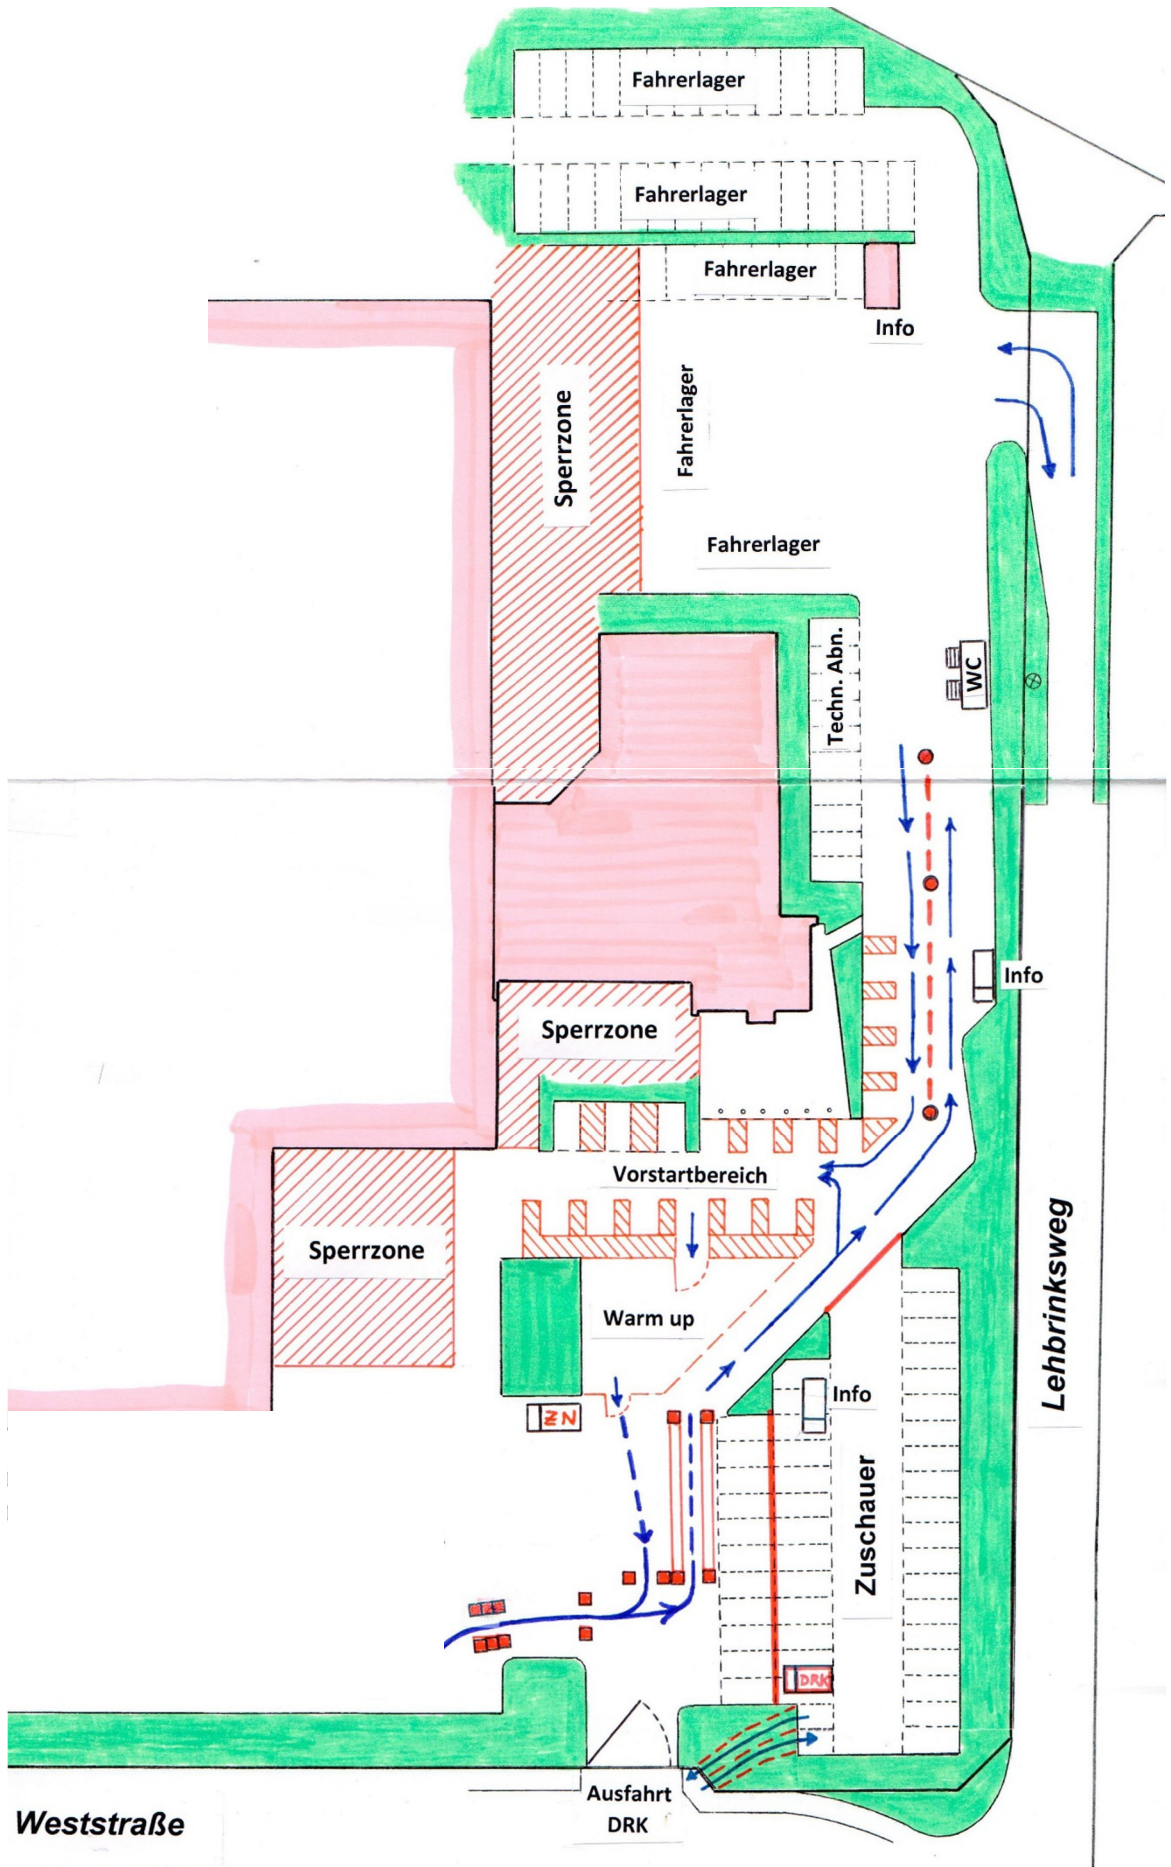 Fahrerlager
Fahrerlager
Fahrerlager
Info
Sperrzone
Fahrerlager
Fahrerlager
Techn. Abn.
WC
Info
Sperrzone
Vorstartbereich
Sperrzone
Lehbrinksweg
Warm up
Info
ZN
Zuschauer
DRK
Ausfahrt
DRK
Weststraße